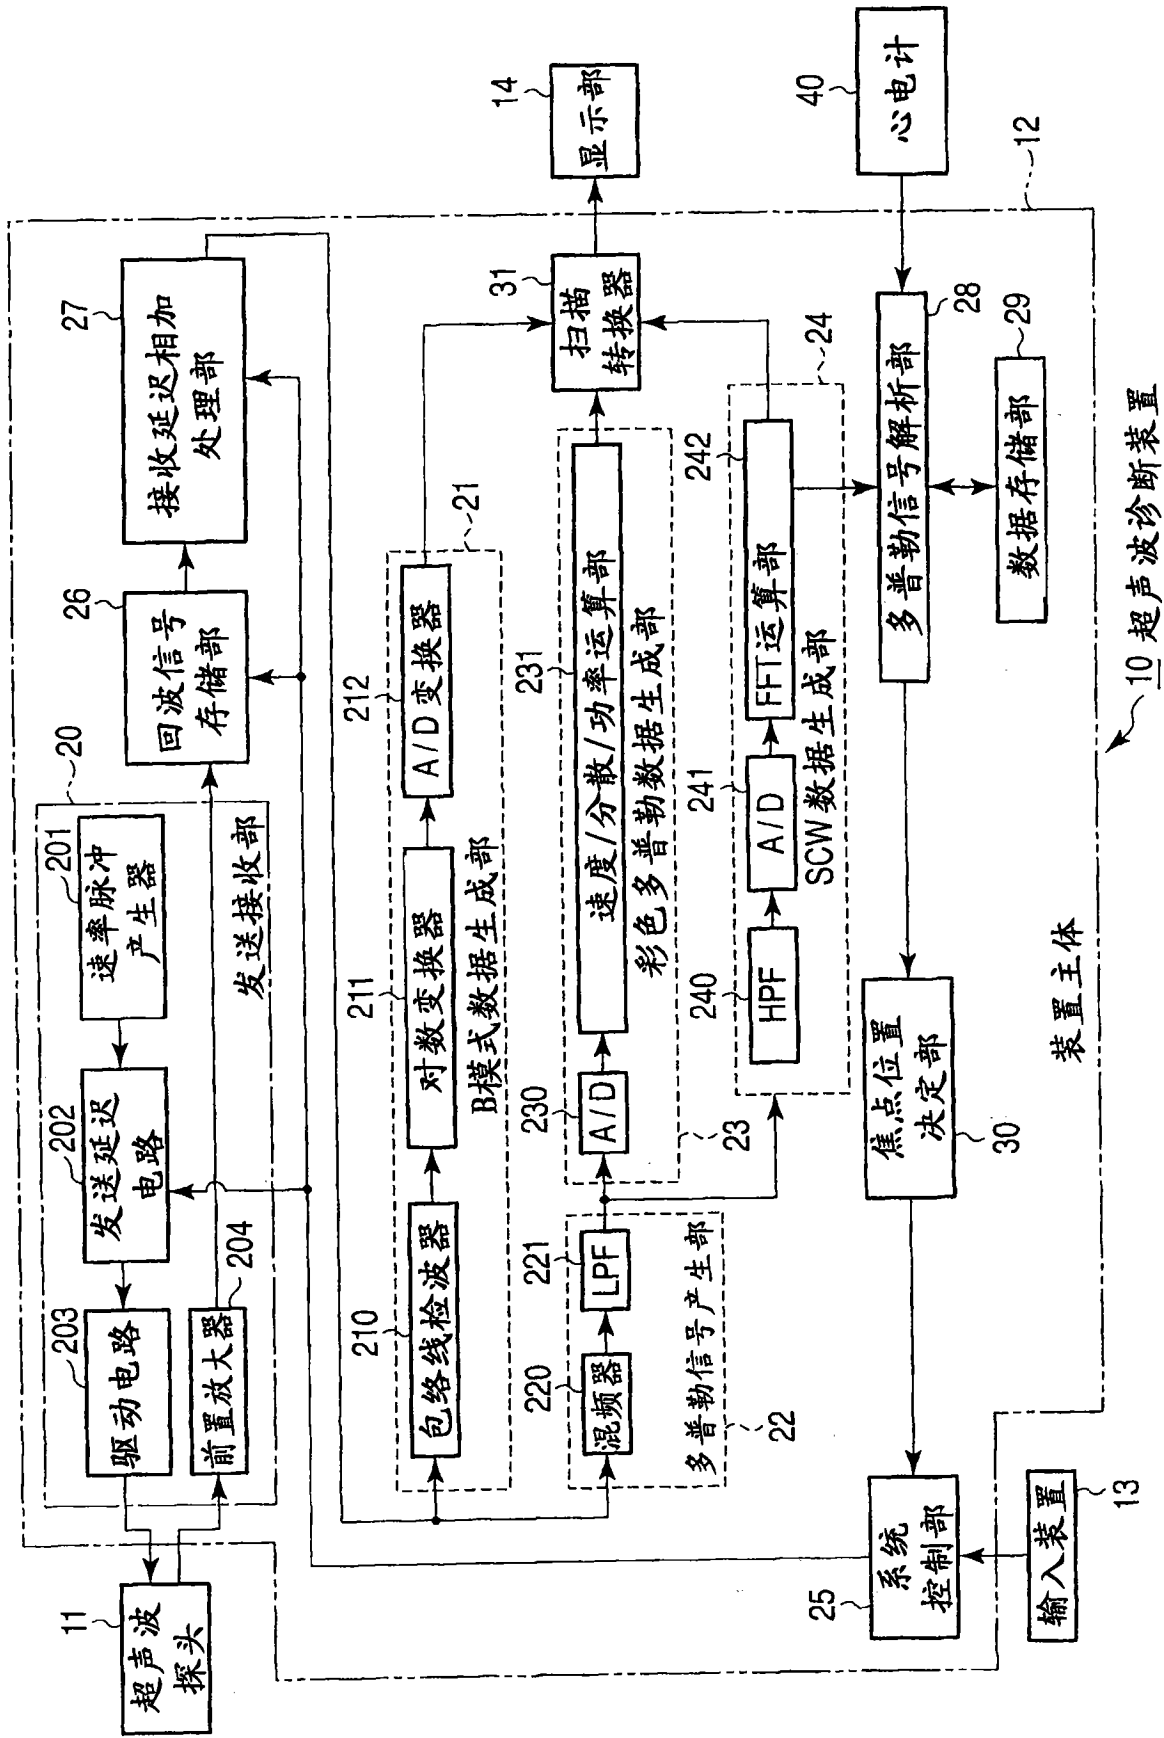 11
超声波
探头
203
驱动电路
204
前置放大器
202
发送延迟
电路
201
速率脉冲
产生器
20
发送接收部
26
回波信号
存储部
27
接收延迟相加
处理部
210
包络线检波器
211
对数变换器
212
A/D变换器
21
B模式数据生成部
220
混频器
221
LPF
22
多普勒信号产生部
230
A/D
231
速度/分散/功率运算部
23
彩色多普勒数据生成部
240
HPF
241
A/D
242
FFT运算部
24
SCW数据生成部
31
扫描
转换器
14
显示部
25
系统
控制部
30
焦点位置
决定部
28
多普勒信号解析部
29
数据存储部
40
心电计
12
13
输入装置
装置主体
10 超声波诊断装置